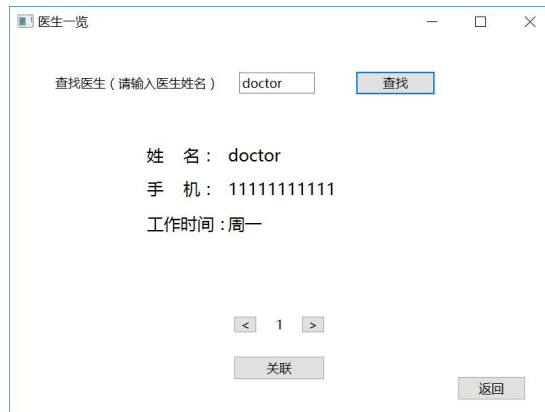 医生一览
查找医生（请输入医生姓名） doctor 查找
姓 名： doctor
手 机： 11111111111
工作时间：周一
< 1 >
关联
返回